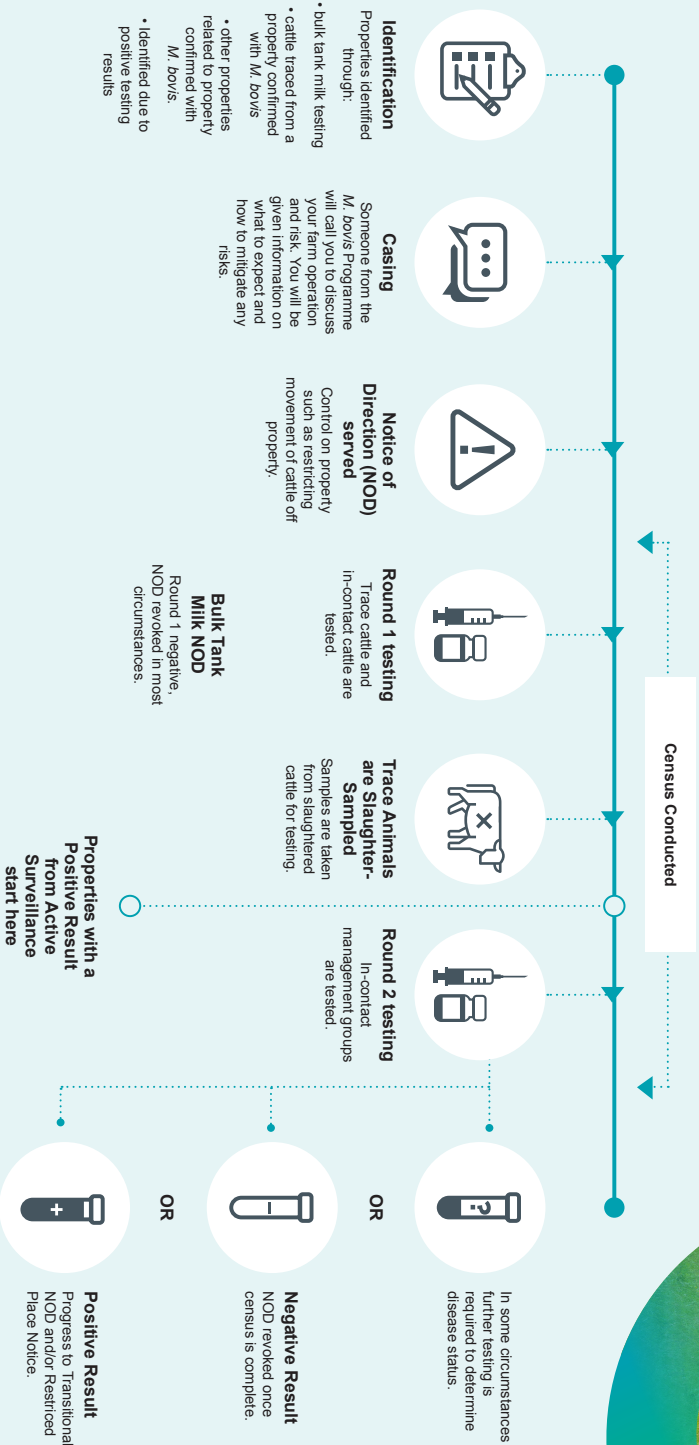 Census Conducted
Identification
Properties identified
through:
• bulk tank milk testing
• cattle traced from a
property confirmed
with M. bovis
• other properties
related to property
confirmed with
M. bovis.
• Identified due to
positive testing
results
Casing
Someone from the
M. bovis Programme
will call you to discuss
your farm operation
and risk. You will be
given information on
what to expect and
how to mitigate any
risks.
Notice of
Direction (NOD)
served
Control on property
such as restricting
movement of cattle off
property.
Round 1 testing
Trace cattle and
in-contact cattle are
tested.
Bulk Tank
Milk NOD
Round 1 negative,
NOD revoked in most
circumstances.
Trace Animals
are Slaughter-
Sampled
Samples are taken
from slaughtered
cattle for testing.
Properties with a
Positive Result
from Active
Surveillance
start here
Round 2 testing
In-contact
management groups
are tested.
?
In some circumstances
further testing is
required to determine
disease status.
OR
-
Negative Result
NOD revoked once
census is complete.
OR
+
Positive Result
Progress to Transitional
NOD and/or Restriced
Place Notice.